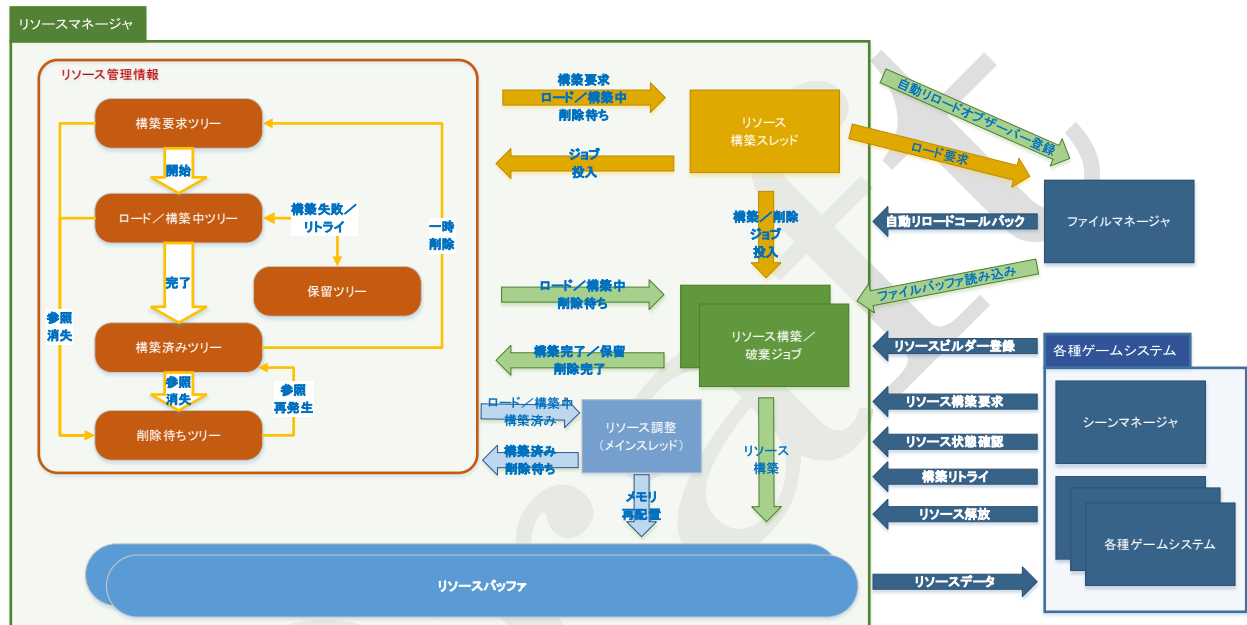 リソースマネージャ
リソース管理情報
構築要求ツリー
開始
ロード／構築中ツリー
構築失敗／
リトライ
一時
削除
完了
保留ツリー
参照
消失
構築済みツリー
参照
消失
参照
再発生
削除待ちツリー
構築要求
ロード／構築中
削除待ち
ジョブ
投入
リソース
構築スレッド
構築／削除
ジョブ
投入
ロード／構築中
削除待ち
構築完了／保留
削除完了
リソース構築／
破棄ジョブ
ロード／構築中
構築済み
構築済み
削除待ち
リソース調整
（メインスレッド）
メモリ
再配置
リソース
構築
リソースバッファ
自動リロードオブザーバー登録
ロード要求
ファイルマネージャ
自動リロードコールバック
ファイルバッファ読み込み
リソースビルダー登録
リソース構築要求
リソース状態確認
構築リトライ
リソース解放
リソースデータ
各種ゲームシステム
シーンマネージャ
各種ゲームシステム